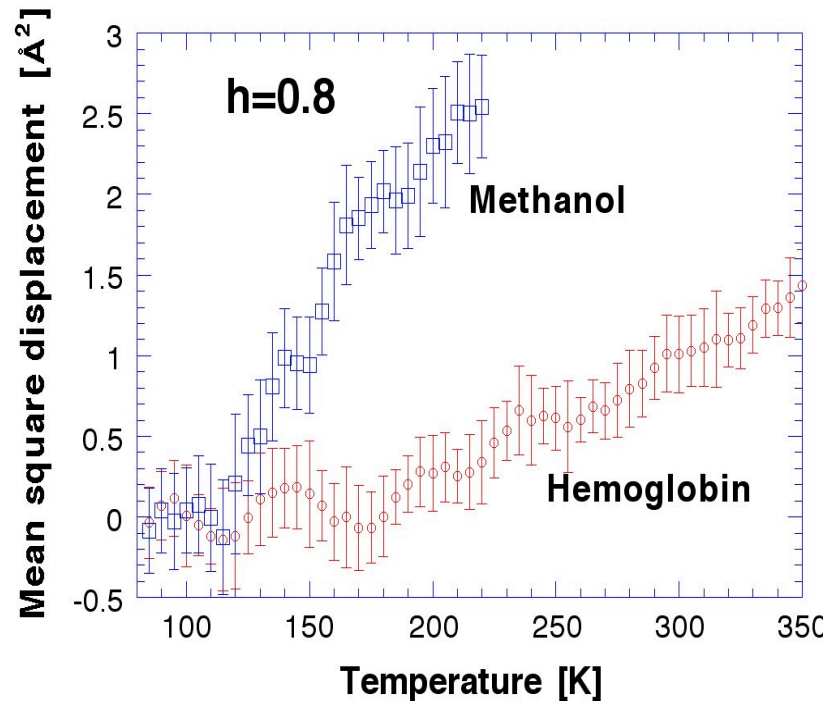 Mean square displacement [Å²]
3
2.5
2
1.5
1
0.5
0
-0.5
h=0.8
Methanol
Hemoglobin
100 150 200 250 300 350
Temperature [K]